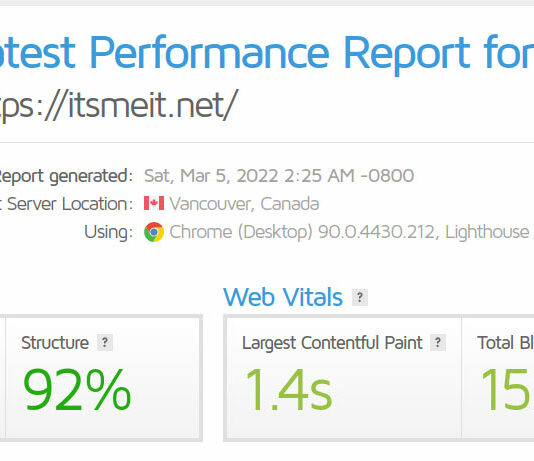 test Performance Report for
tps://itsmeit.net/
Report generated: Sat, Mar 5, 2022 2:25 AM -0800
Server Location: Vancouver, Canada
Using: Chrome (Desktop) 90.0.4430.212, Lighthouse
Web Vitals ?
Structure ? Largest Contentful Paint ? Total Bl
92% 1.4s 15